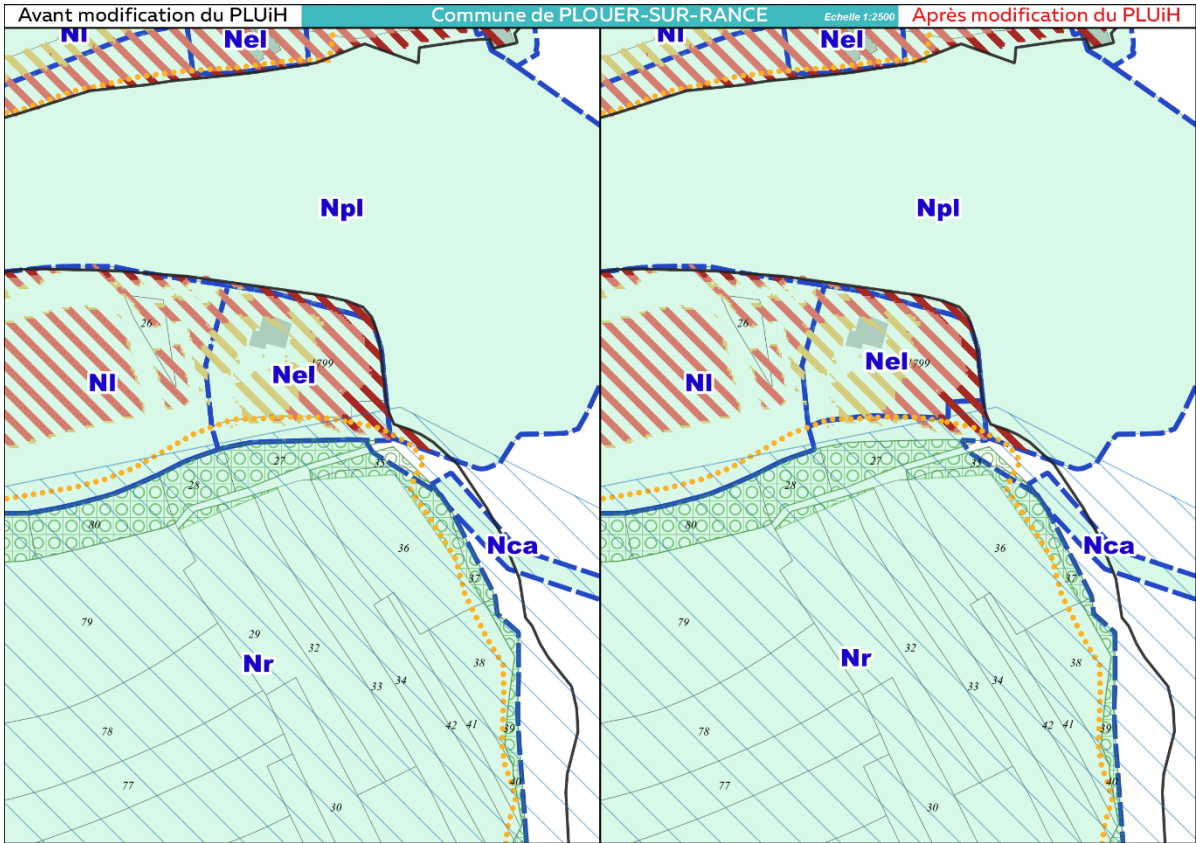 Avant modification du PLUiH
Commune de PLOUER-SUR-RANCE
Echelle 1:2500
Après modification du PLUiH
Nl
Nel
Npl
26
1799
Nel
Nl
27
35
28
80
Nca
36
37
79
29
32
Nr
38
33
34
78
42
41
39
77
40
30
Nl
Nel
Npl
26
1799
Nel
Nl
27
35
28
80
Nca
36
37
79
32
Nr
38
33
34
78
42
41
39
77
40
30